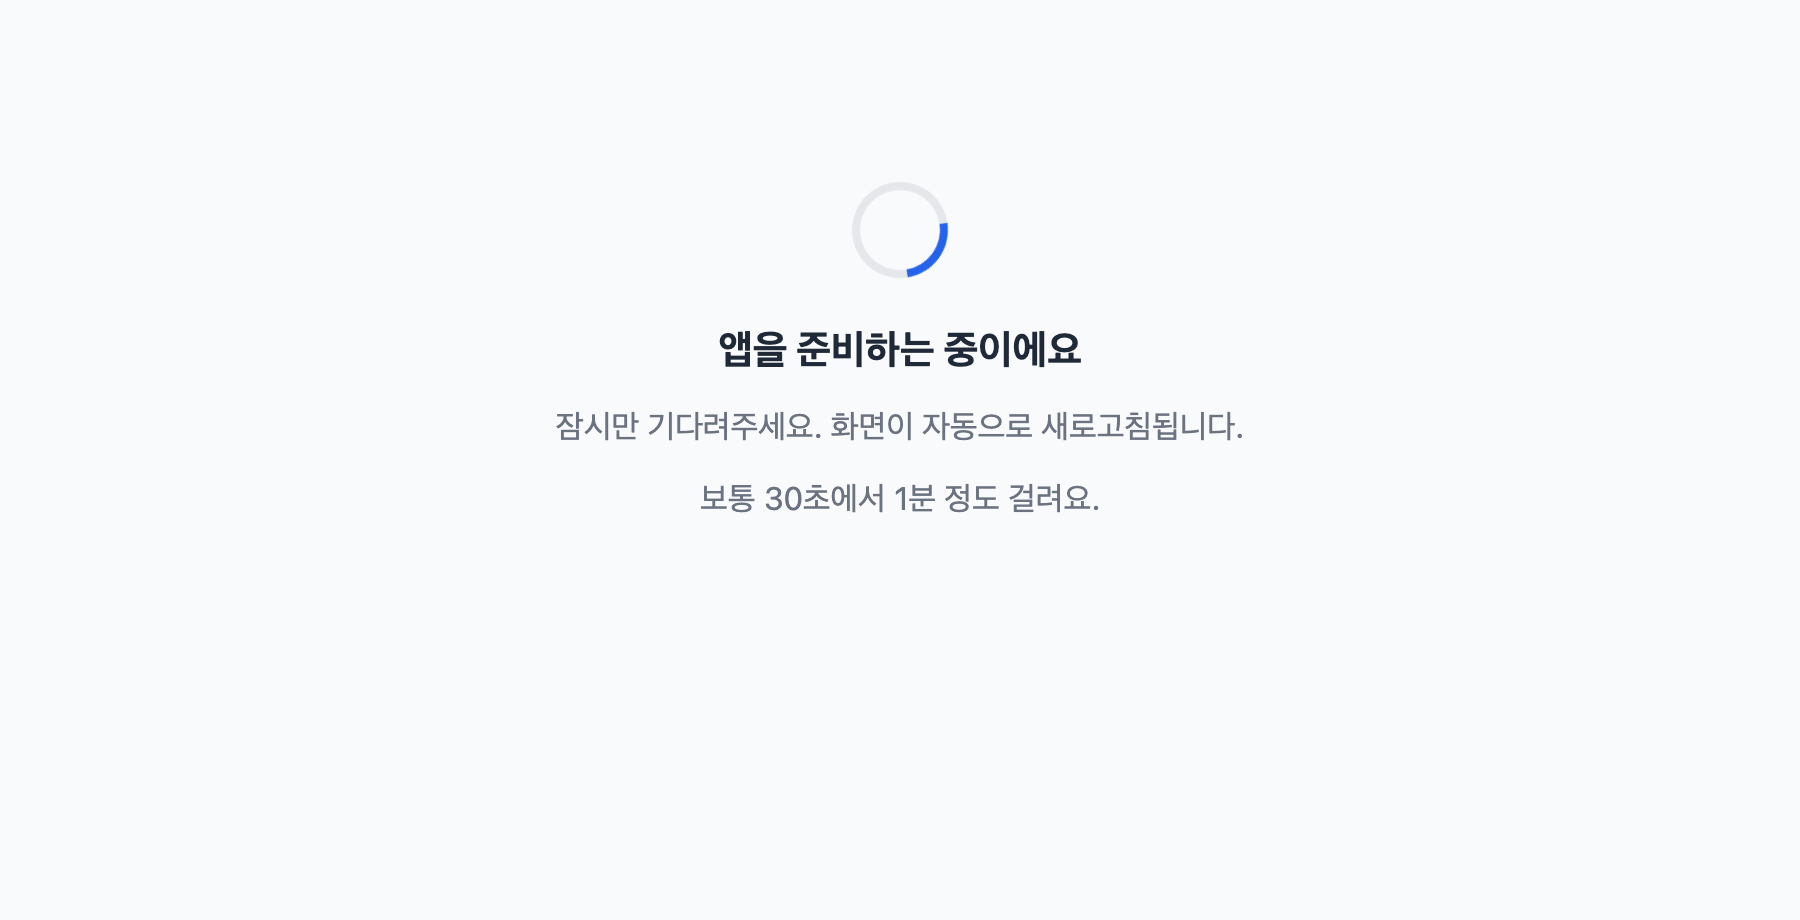 앱을 준비하는 중이에요
잠시만 기다려주세요. 화면이 자동으로 새로고침됩니다.
보통 30초에서 1분 정도 걸려요.